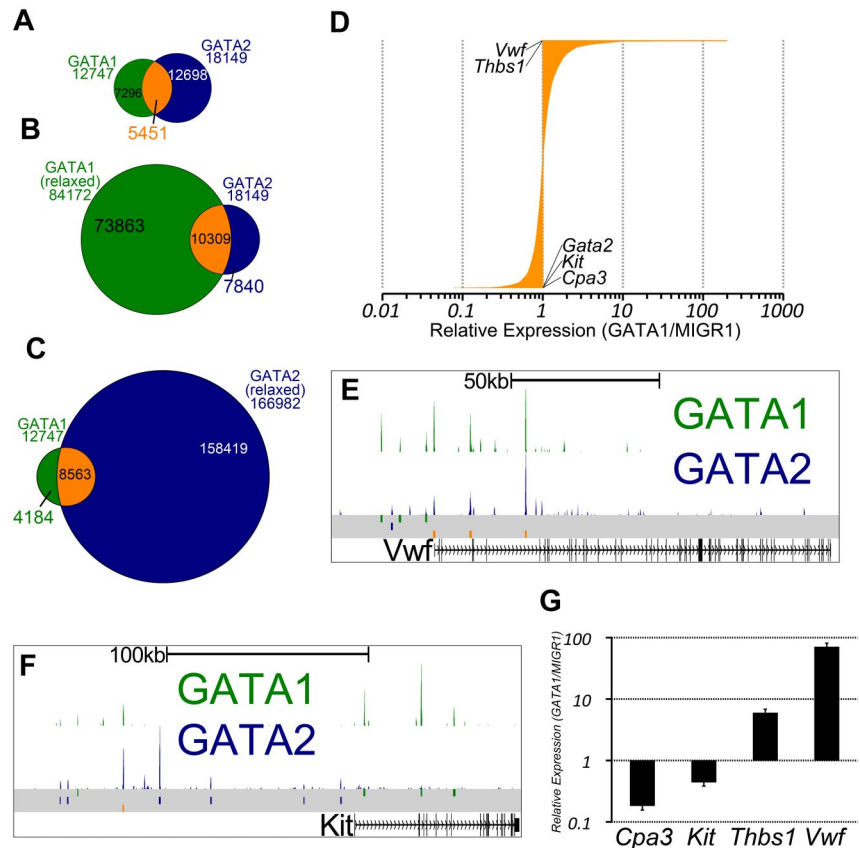 A
GATA1
12747
GATA2
18149
7296
12698
5451
B
GATA1
(relaxed)
84172
GATA2
18149
73863
10309
7840
C
GATA2
(relaxed)
166982
GATA1
12747
158419
8563
4184
D
Vwf
Thbs1
Gata2
Kit
Cpa3
0.01 0.1 1 10 100 1000
Relative Expression (GATA1/MIGR1)
E
50kb
GATA1
GATA2
Vwf
F
100kb
GATA1
GATA2
Kit
G
Relative Expression (GATA1/MIGR1)
100
10
1
0.1
Cpa3 Kit Thbs1 Vwf